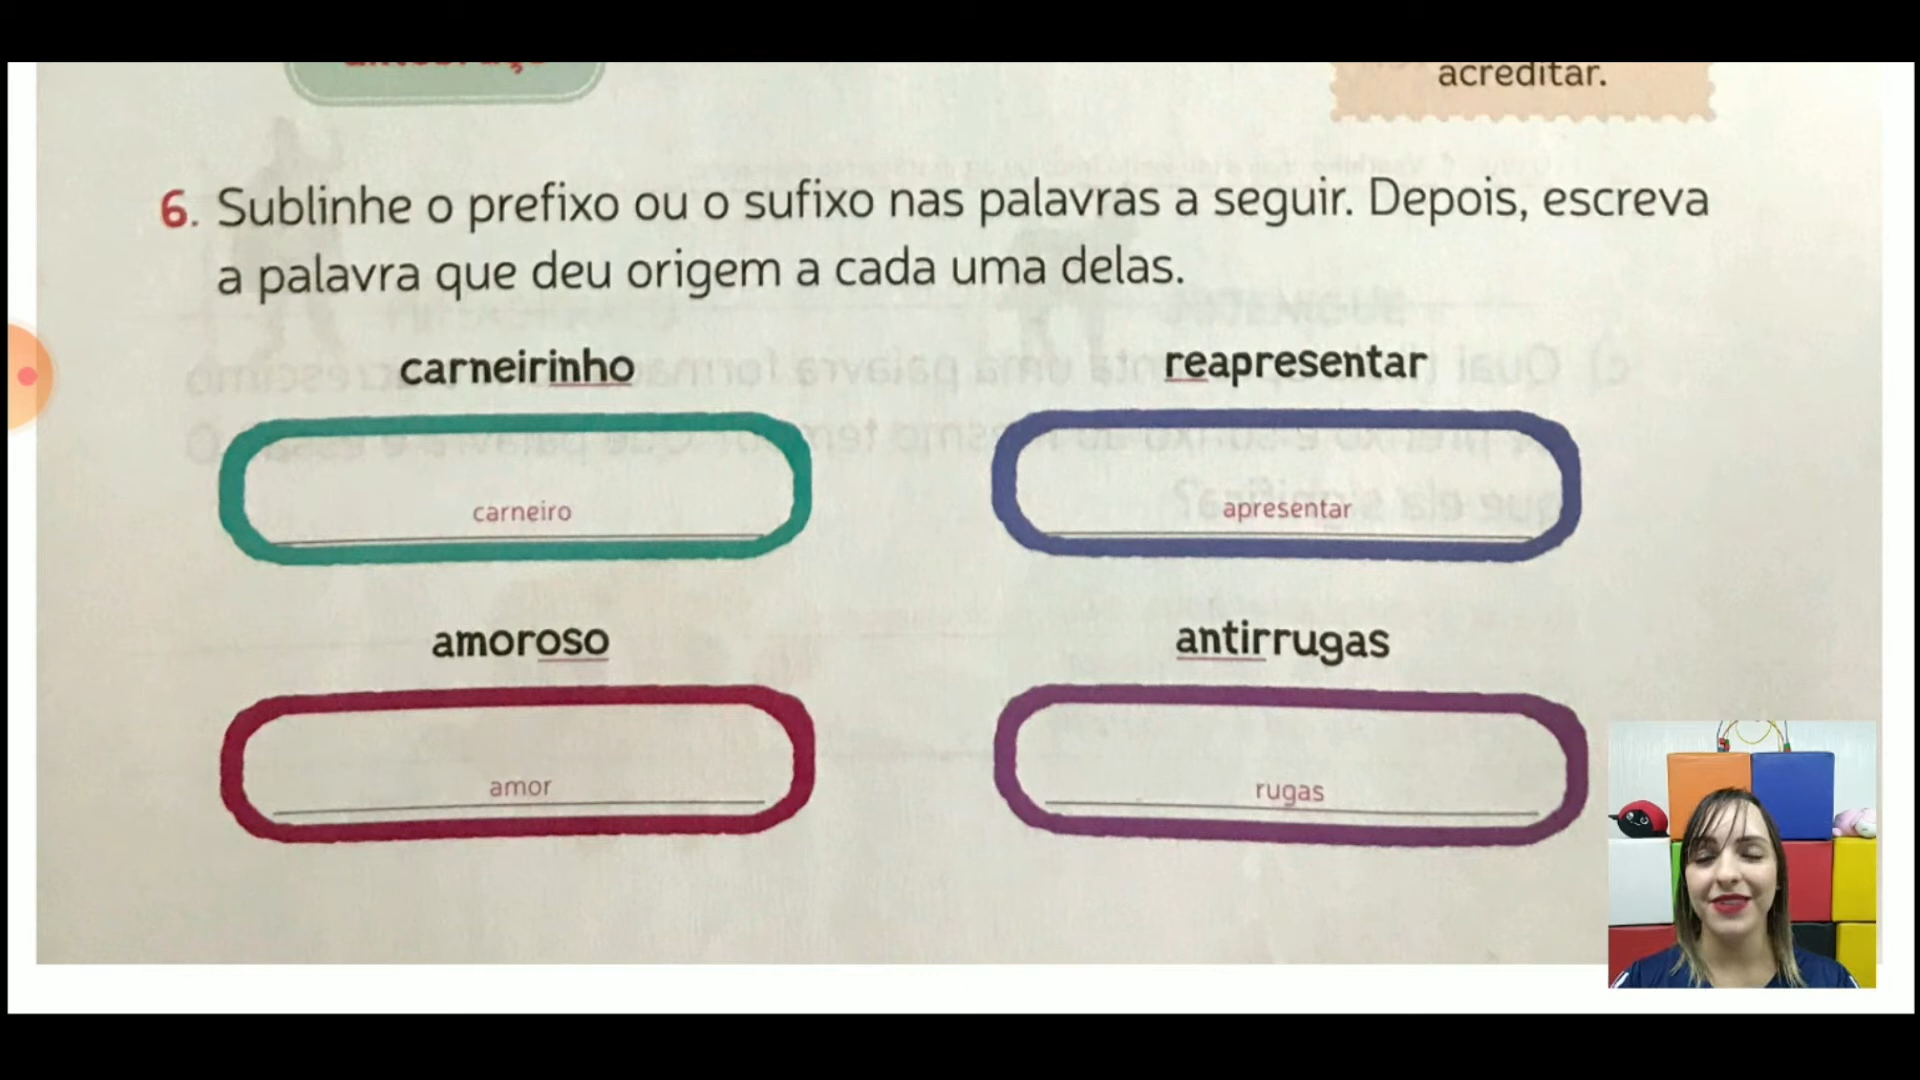 acreditar.
6. Sublinhe o prefixo ou o sufixo nas palavras a seguir. Depois, escreva
a palavra que deu origem a cada uma delas.
carneirinho
reapresentar
carneiro
apresentar
amoroso
antirrugas
amor
rugas